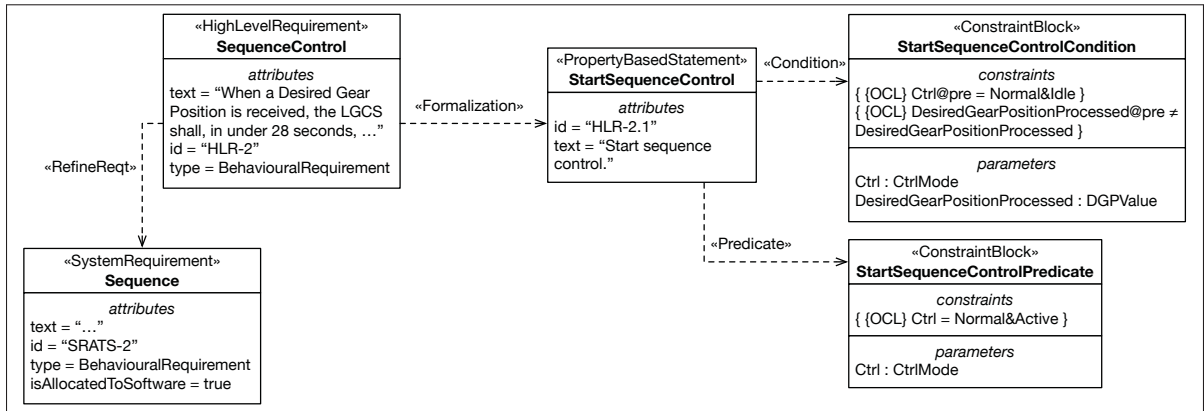 «HighLevelRequirement»
SequenceControl
attributes
text = “When a Desired Gear
Position is received, the LGCS
shall, in under 28 seconds, …”
id = “HLR-2”
type = BehaviouralRequirement
«RefineReqt»
«SystemRequirement»
Sequence
attributes
text = “…”
id = “SRATS-2”
type = BehaviouralRequirement
isAllocatedToSoftware = true
«Formalization»
«PropertyBasedStatement»
StartSequenceControl
attributes
id = “HLR-2.1”
text = “Start sequence
control.”
«Condition»
«ConstraintBlock»
StartSequenceControlCondition
constraints
{ {OCL} Ctrl@pre = Normal&Idle }
{ {OCL} DesiredGearPositionProcessed@pre ≠
DesiredGearPositionProcessed }
parameters
Ctrl : CtrlMode
DesiredGearPositionProcessed : DGPValue
«Predicate»
«ConstraintBlock»
StartSequenceControlPredicate
constraints
{ {OCL} Ctrl = Normal&Active }
parameters
Ctrl : CtrlMode